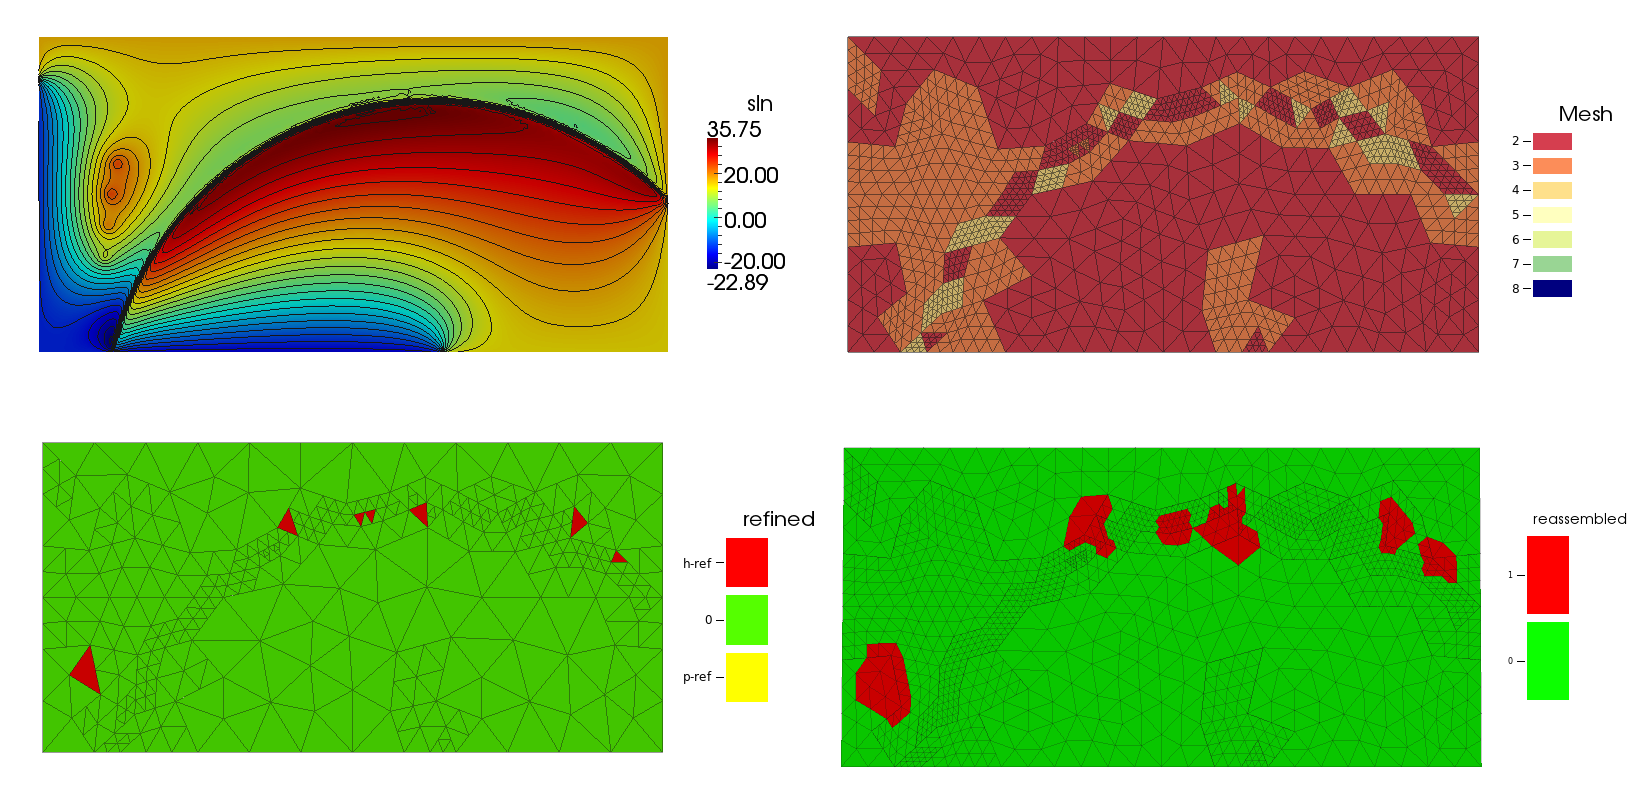 sln
35.75
20.00
0.00
-20.00
-22.89
Mesh
2
3
4
5
6
7
8
refined
h-ref
0
p-ref
reassembled
1
0